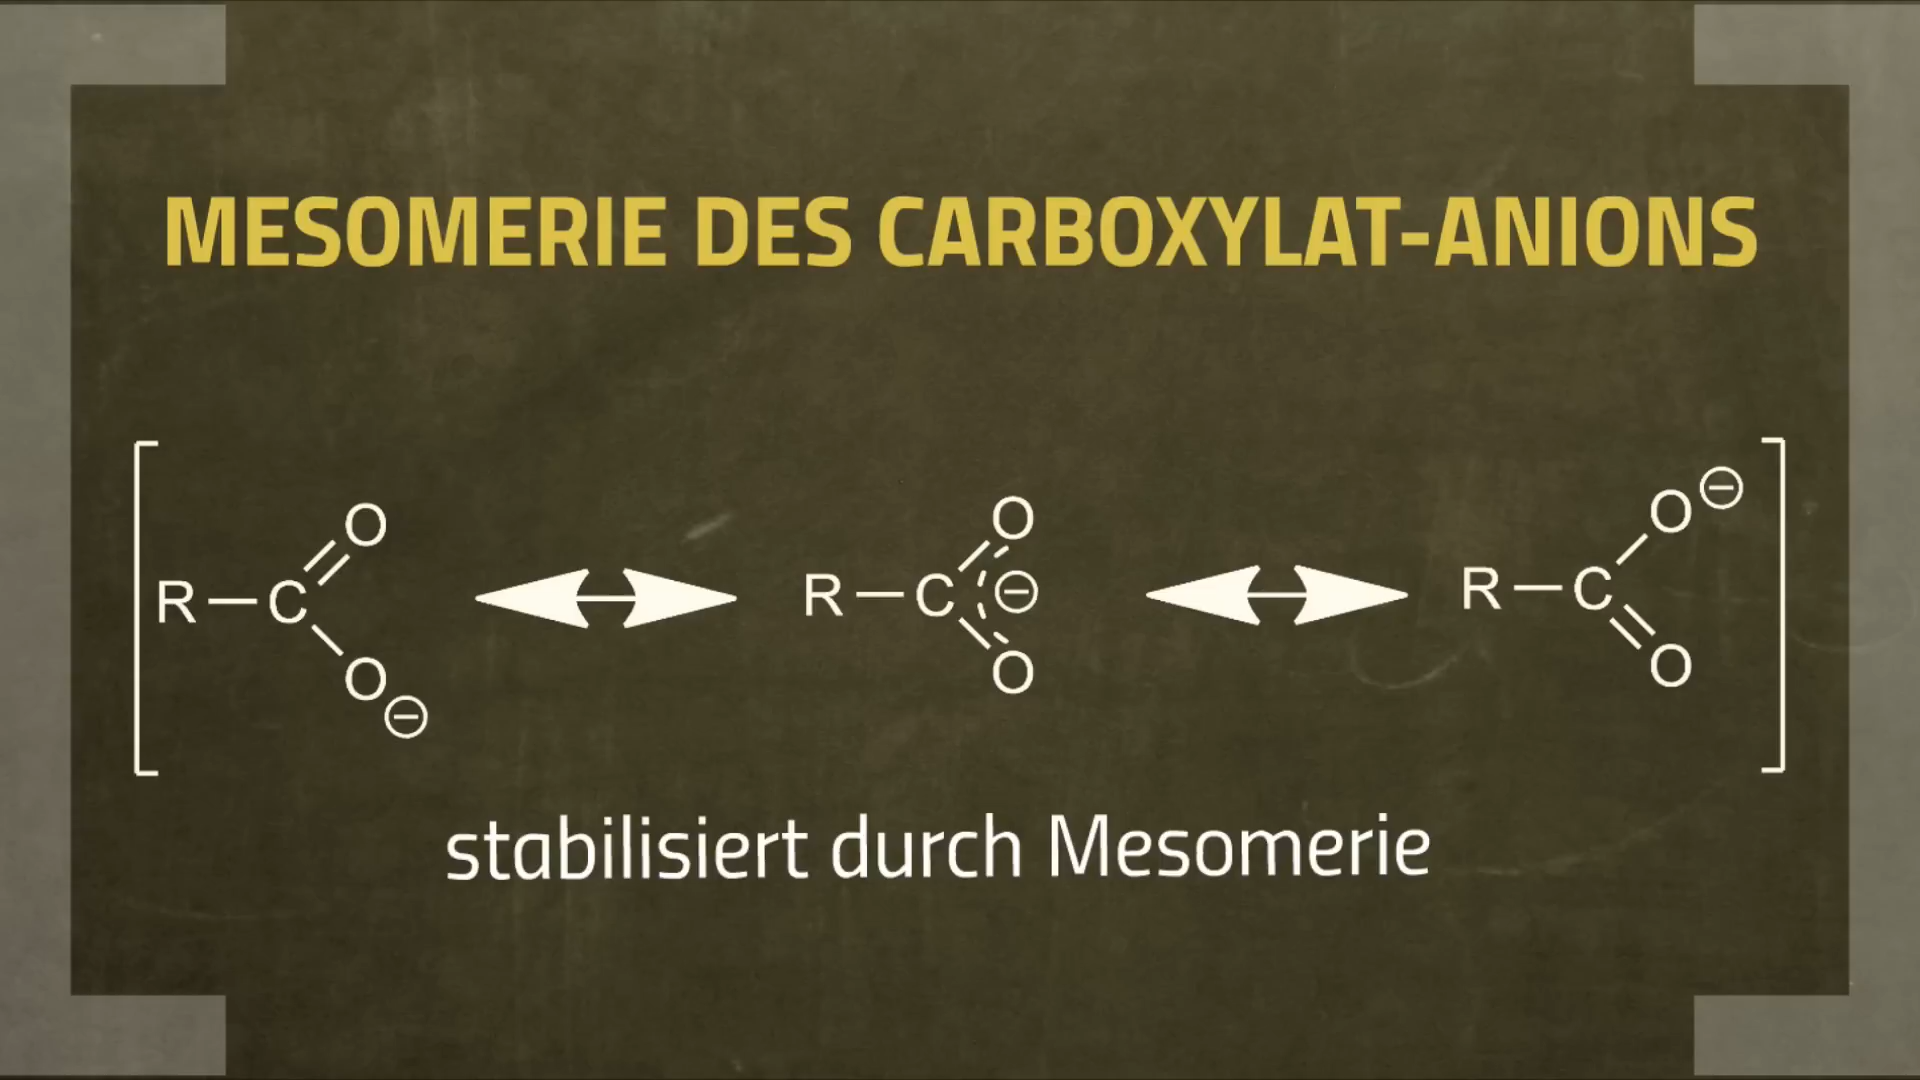 MESOMERIE DES CARBOXYLAT-ANIONS
O O O ⊖
R — C R — C ⊖ R — C
O ⊖ O O
stabilisiert durch Mesomerie